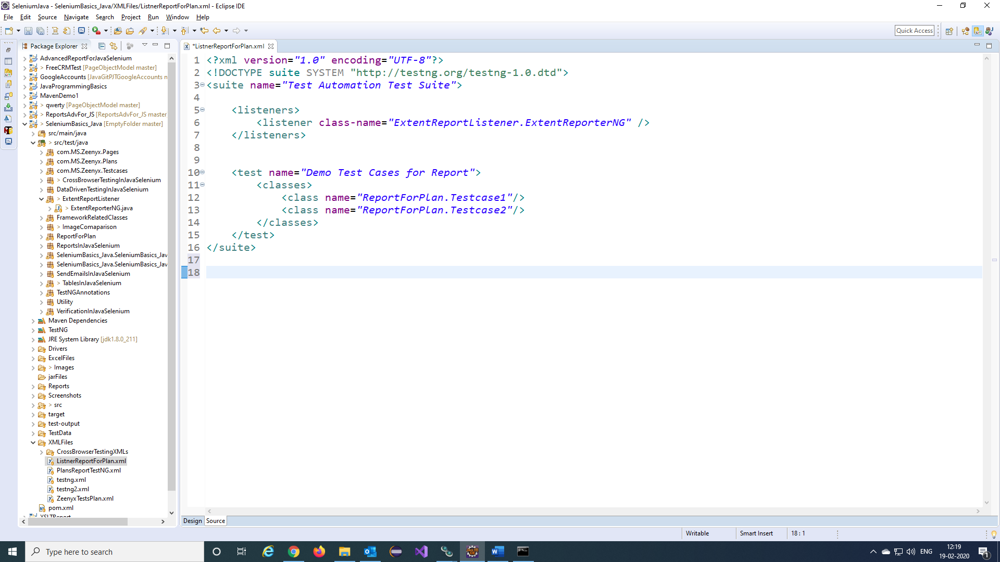 SeleniumJava - SeleniumBasics_Java/XMLFiles/ListnerReportForPlan.xml - Eclipse IDE
File Edit Source Navigate Search Project Run Window Help
Quick Access
Package Explorer
AdvancedReportForJavaSelenium
> FreeCRMTest [PageObjectModel master]
GoogleAccounts [JavaGitPJTGoogleAccounts
JavaProgrammingBasics
MavenDemo1
> qwerty [PageObjectModel master]
> ReportsAdvFor_JS [ReportsAdvFor_JS master
> SeleniumBasics_Java [EmptyFolder master]
src/main/java
> src/test/java
com.MS.Zeenyx.Pages
com.MS.Zeenyx.Plans
com.MS.Zeenyx.Testcases
> CrossBrowserTestingInJavaSelenium
DataDrivenTestingInJavaSelenium
> ExtentReportListener
> ExtentReporterNG.java
FrameworkRelatedClasses
> ImageComaparison
ReportForPlan
ReportsInJavaSelenium
SeleniumBasics_Java.SeleniumBasics_Jav
SeleniumBasics_Java.SeleniumBasics_Jav
SendEmailsInJavaSelenium
> TablesInJavaSelenium
TestNGAnnotations
Utility
VerificationInJavaSelenium
Maven Dependencies
TestNG
JRE System Library [jdk1.8.0_211]
Drivers
ExcelFiles
> Images
jarFiles
Reports
Screenshots
> src
target
test-output
TestData
XMLFiles
CrossBrowserTestingXMLs
ListnerReportForPlan.xml
PlansReportTestNG.xml
testng.xml
testng2.xml
ZeenyxTestsPlan.xml
pom.xml
*ListnerReportForPlan.xml
1 <?xml version="1.0" encoding="UTF-8"?>
2 <!DOCTYPE suite SYSTEM "http://testng.org/testng-1.0.dtd">
3 <suite name="Test Automation Test Suite">
4
5 <listeners>
6 <listener class-name="ExtentReportListener.ExtentReporterNG" />
7 </listeners>
8
9
10 <test name="Demo Test Cases for Report">
11 <classes>
12 <class name="ReportForPlan.Testcase1"/>
13 <class name="ReportForPlan.Testcase2"/>
14 </classes>
15 </test>
16 </suite>
17
18
Design Source
Writable Smart Insert 18 : 1
Type here to search
ENG
12:19
19-02-2020
1